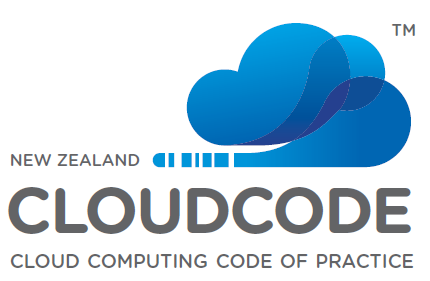 TM
NEW ZEALAND
CLOUDCODE
CLOUD COMPUTING CODE OF PRACTICE